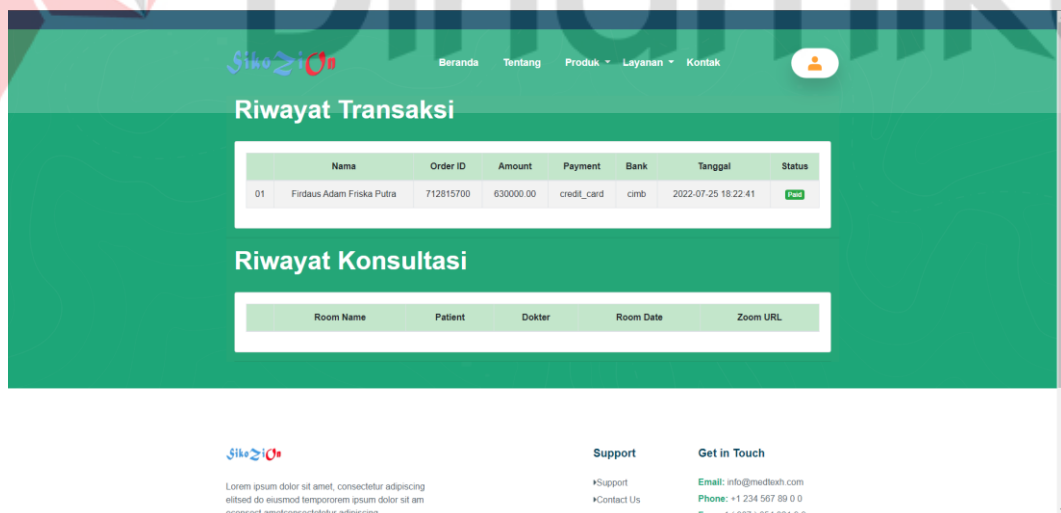 Dinamik
SikoZiOn
Beranda Tentang Produk Layanan Kontak
Riwayat Transaksi
Nama Order ID Amount Payment Bank Tanggal Status
01 Firdaus Adam Friska Putra 712815700 630000.00 credit_card cimb 2022-07-25 18:22:41 Paid
Riwayat Konsultasi
Room Name Patient Dokter Room Date Zoom URL
SikoZiOn
Support Get in Touch
Lorem ipsum dolor sit amet, consectetur adipiscing
elitsed do eiusmod tempororem ipsum dolor sit am
Support
Contact Us
Email: info@medtexh.com
Phone: +1 234 567 89 0 0